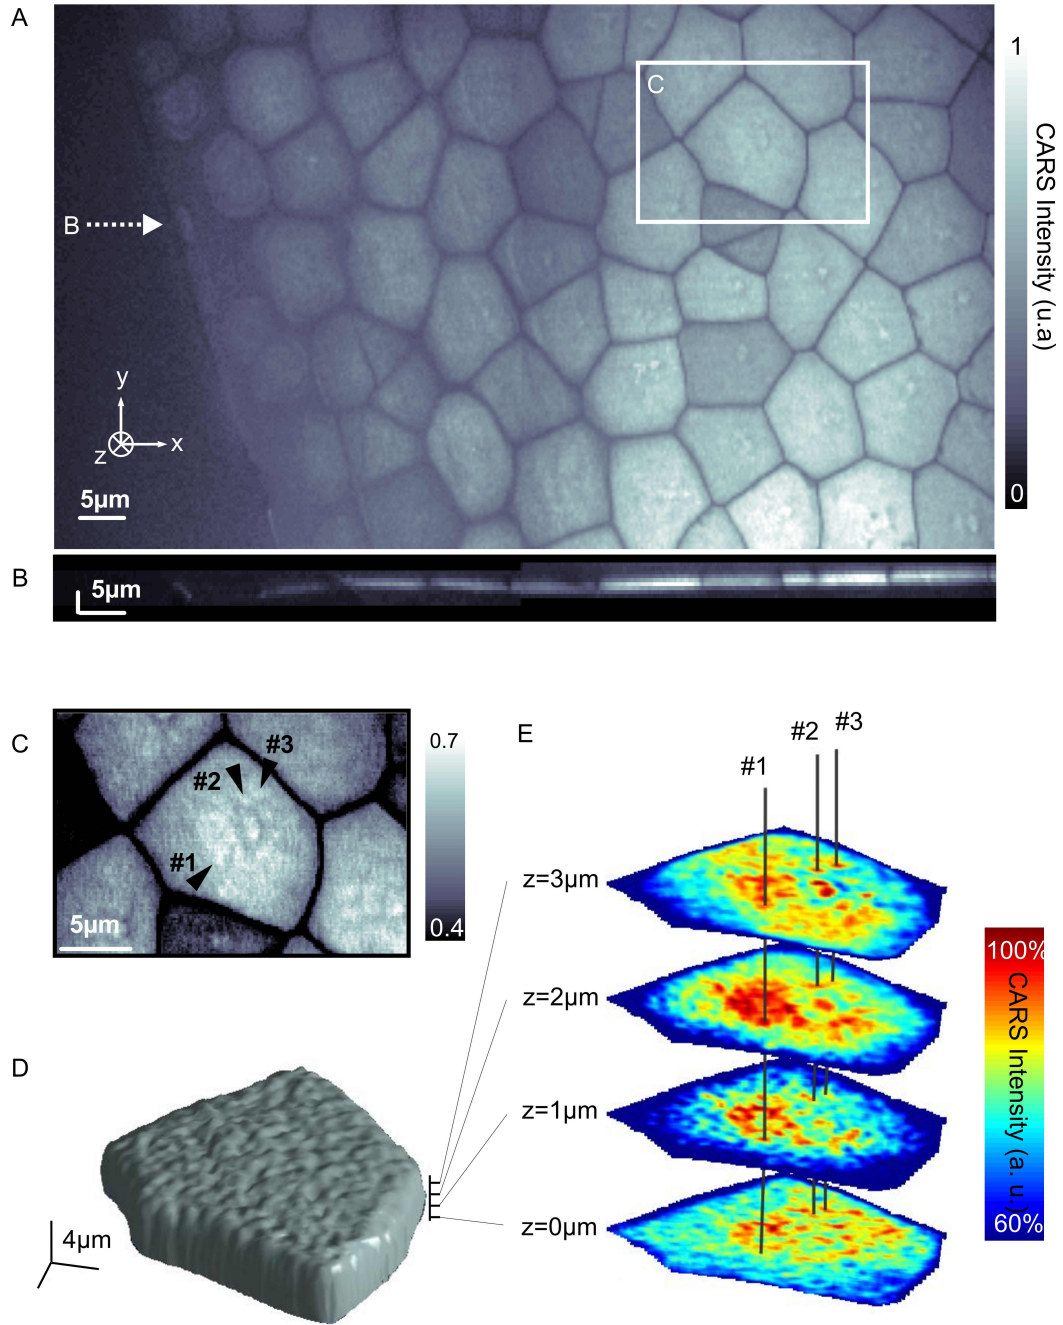 A
C
1
CARS Intensity (u.a)
0
B
y
x
z
5µm
B
5µm
C
#3
#2
#1
5µm
0.7
0.4
E
#3
#2
#1
z=3µm
z=2µm
z=1µm
z=0µm
100%
CARS Intensity (a. u.)
60%
D
4µm